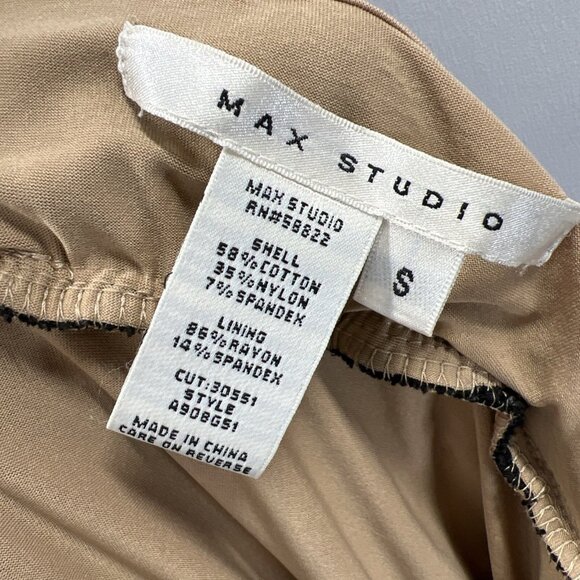 MAX STUDIO
S
MAX STUDIO
RN#58822
SHELL
58%COTTON
35%NYLON
7%SPANDEX
LINING
86%RAYON
14%SPANDEX
CUT:30551
STYLE
A908G51
MADE IN CHINA
CARE ON REVERSE